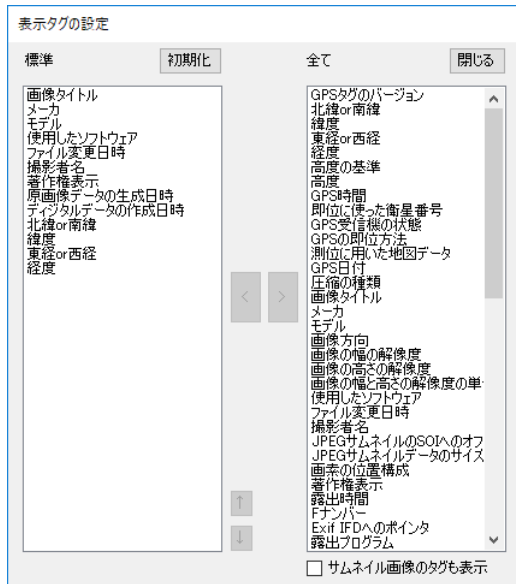 表示タグの設定
標準
初期化
全て
閉じる
画像タイトル
メーカ
モデル
使用したソフトウェア
ファイル変更日時
撮影者名
著作権表示
原画像データの生成日時
ディジタルデータの作成日時
北緯or南緯
緯度
東経or西経
経度
<
>
↑
↓
GPSタグのバージョン
北緯or南緯
緯度
東経or西経
経度
高度の基準
高度
GPS時間
即位に使った衛星番号
GPS受信機の状態
GPSの即位方法
測位に用いた地図データ
GPS日付
圧縮の種類
画像タイトル
メーカ
モデル
画像方向
画像の幅の解像度
画像の高さの解像度
画像の幅と高さの解像度の単
使用したソフトウェア
ファイル変更日時
撮影者名
JPEGサムネイルのSOIへのオフ
JPEGサムネイルデータのサイズ
画素の位置構成
著作権表示
露出時間
Fナンバー
Exif IFDへのポインタ
露出プログラム
サムネイル画像のタグも表示